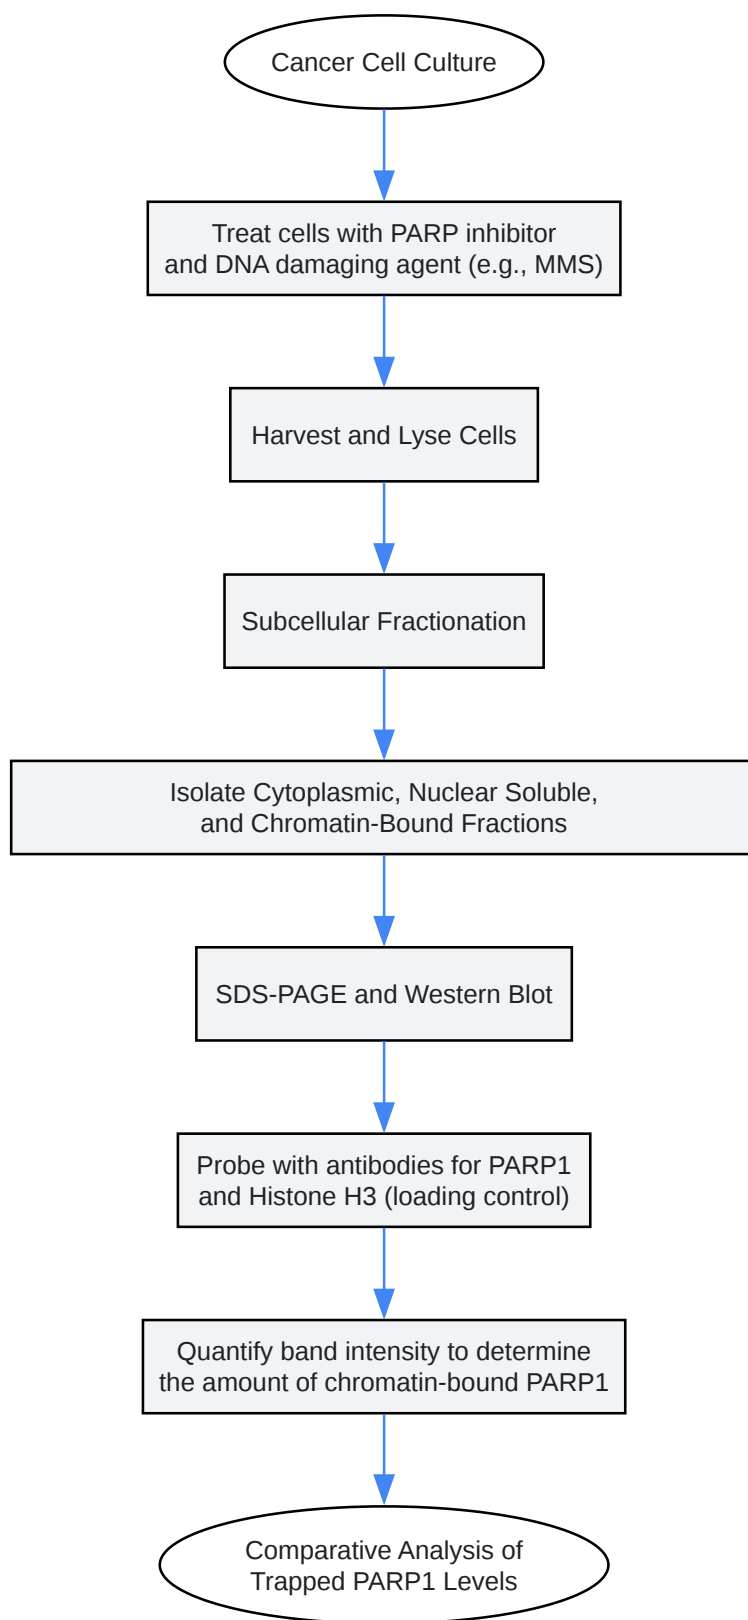 Cancer Cell Culture
Treat cells with PARP inhibitor
and DNA damaging agent (e.g., MMS)
Harvest and Lyse Cells
Subcellular Fractionation
Isolate Cytoplasmic, Nuclear Soluble,
and Chromatin-Bound Fractions
SDS-PAGE and Western Blot
Probe with antibodies for PARP1
and Histone H3 (loading control)
Quantify band intensity to determine
the amount of chromatin-bound PARP1
Comparative Analysis of
Trapped PARP1 Levels